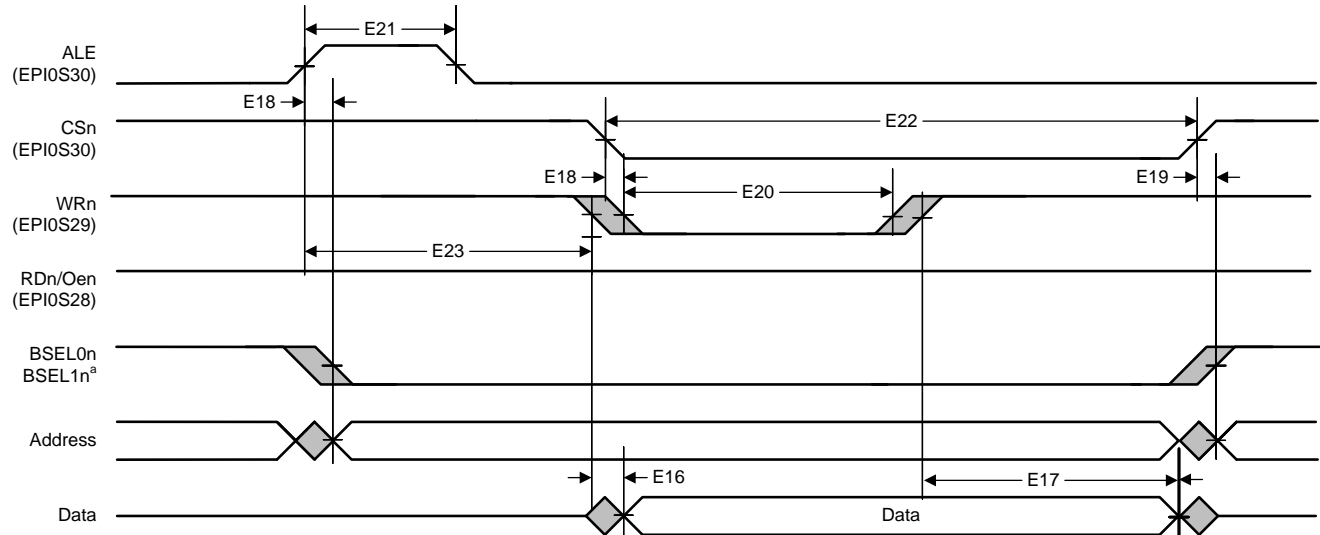 E21
ALE
(EPI0S30)
E18
CSn
(EPI0S30)
E22
E18
E20
E19
WRn
(EPI0S29)
E23
RDn/Oen
(EPI0S28)
BSEL0n
BSEL1nᵃ
Address
E16
E17
Data
Data